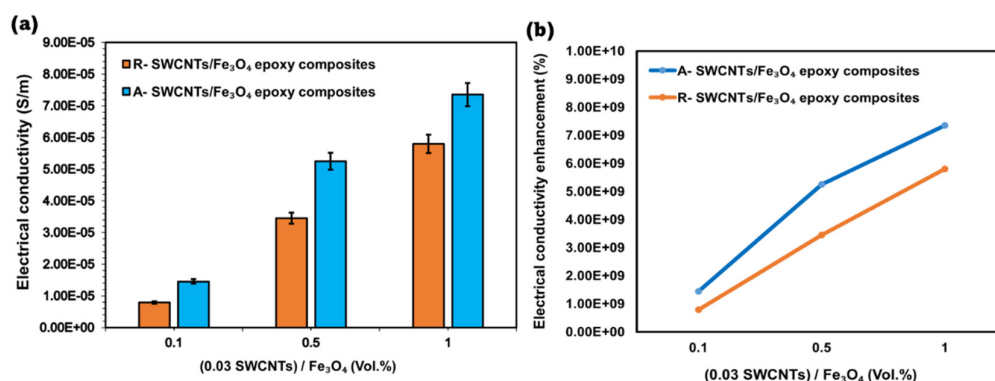 (a)
Electrical conductivity (S/m)
9.00E-05
8.00E-05
7.00E-05
6.00E-05
5.00E-05
4.00E-05
3.00E-05
2.00E-05
1.00E-05
0.00E+00
R- SWCNTs/Fe₃O₄ epoxy composites
A- SWCNTs/Fe₃O₄ epoxy composites
0.1 0.5 1
(0.03 SWCNTs) / Fe₃O₄ (Vol.%)
(b)
Electrical conductivity enhancement (%)
1.00E+10
9.00E+09
8.00E+09
7.00E+09
6.00E+09
5.00E+09
4.00E+09
3.00E+09
2.00E+09
1.00E+09
0.00E+00
A- SWCNTs/Fe₃O₄ epoxy composites
R- SWCNTs/Fe₃O₄ epoxy composites
0.1 0.5 1
(0.03 SWCNTs) / Fe₃O₄ (Vol.%)